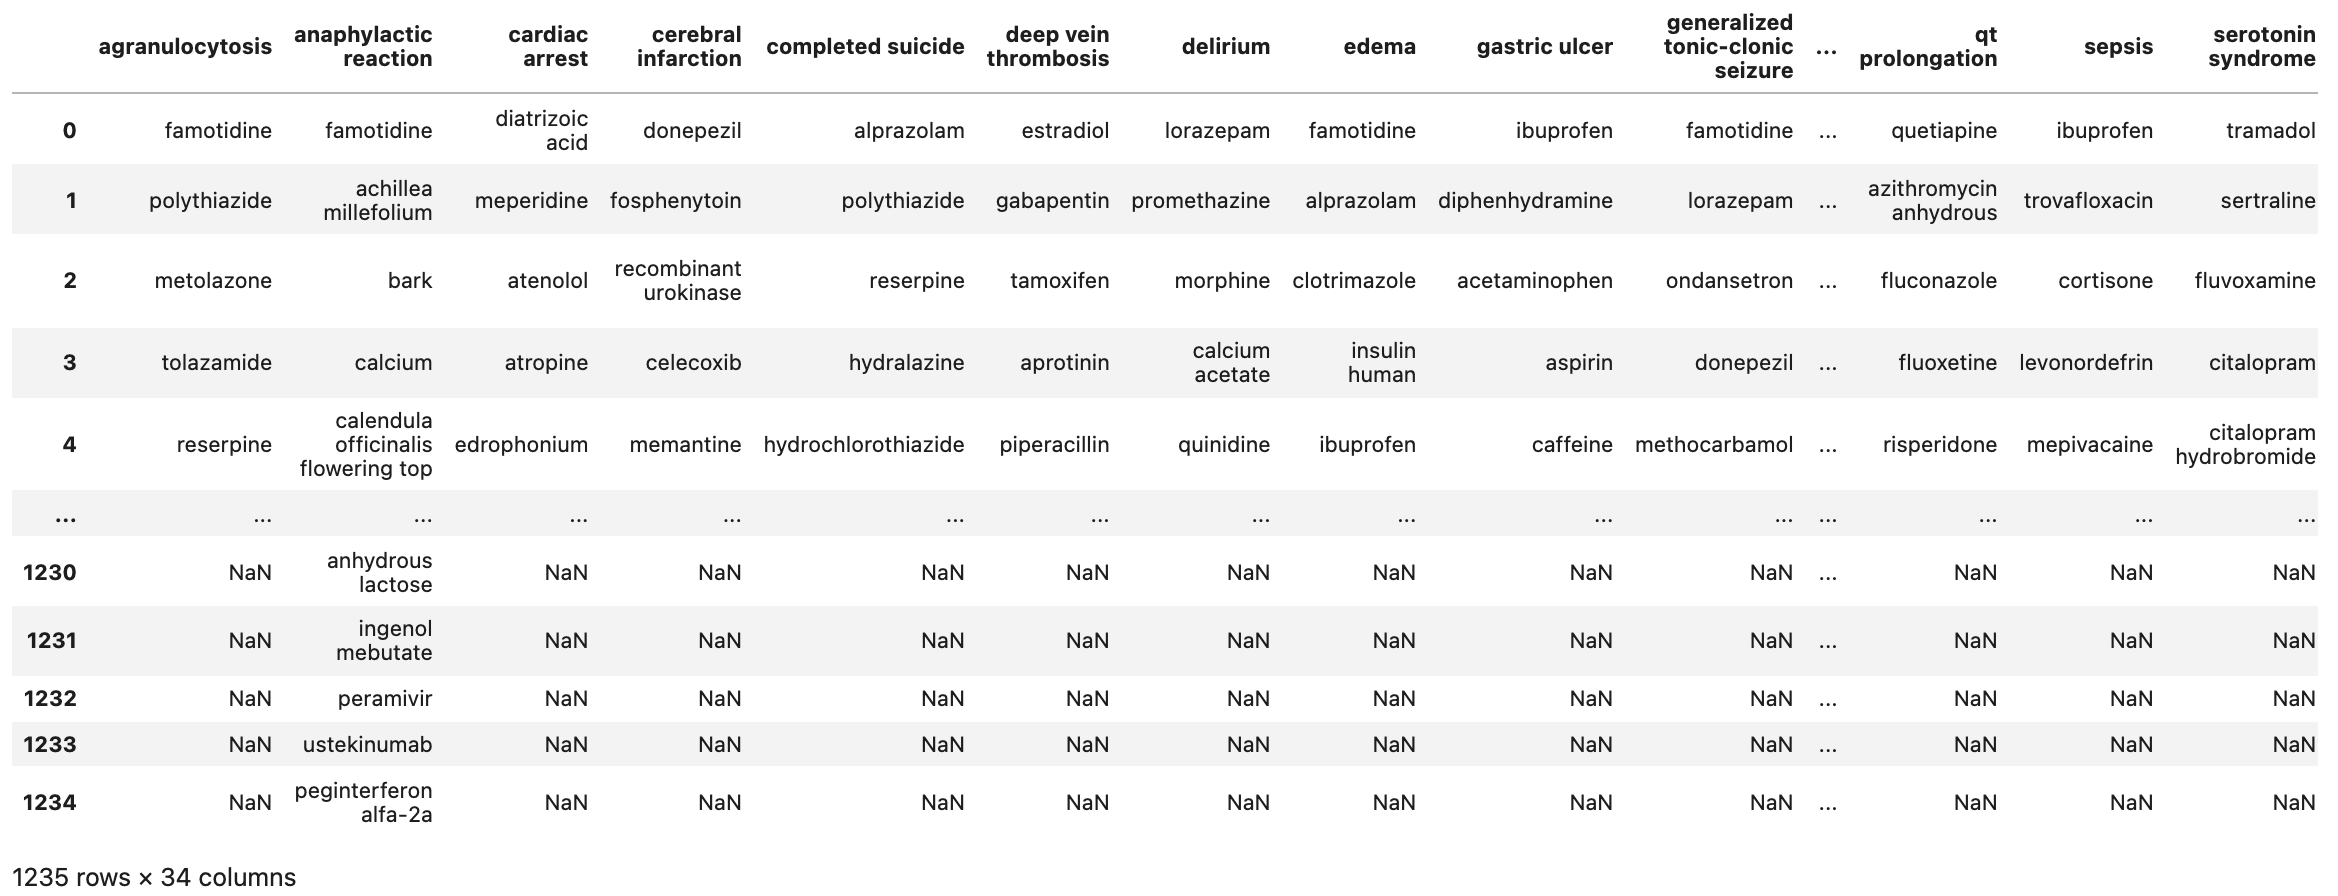 agranulocytosis anaphylactic reaction cardiac arrest cerebral infarction completed suicide deep vein thrombosis delirium edema gastric ulcer generalized tonic-clonic seizure ... qt prolongation sepsis serotonin syndrome
0 famotidine famotidine diatrizoic acid donepezil alprazolam estradiol lorazepam famotidine ibuprofen famotidine ... quetiapine ibuprofen tramadol
1 polythiazide achillea millefolium meperidine fosphenytoin polythiazide gabapentin promethazine alprazolam diphenhydramine lorazepam ... azithromycin anhydrous trovafloxacin sertraline
2 metolazone bark atenolol recombinant urokinase reserpine tamoxifen morphine clotrimazole acetaminophen ondansetron ... fluconazole cortisone fluvoxamine
3 tolazamide calcium atropine celecoxib hydralazine aprotinin calcium acetate insulin human aspirin donepezil ... fluoxetine levonordefrin citalopram
4 reserpine calendula officinalis flowering top edrophonium memantine hydrochlorothiazide piperacillin quinidine ibuprofen caffeine methocarbamol ... risperidone mepivacaine citalopram hydrobromide
... ... ... ... ... ... ... ... ... ... ... ... ... ... ...
1230 NaN anhydrous lactose NaN NaN NaN NaN NaN NaN NaN NaN ... NaN NaN NaN
1231 NaN ingenol mebutate NaN NaN NaN NaN NaN NaN NaN NaN ... NaN NaN NaN
1232 NaN peramivir NaN NaN NaN NaN NaN NaN NaN NaN ... NaN NaN NaN
1233 NaN ustekinumab NaN NaN NaN NaN NaN NaN NaN NaN ... NaN NaN NaN
1234 NaN peginterferon alfa-2a NaN NaN NaN NaN NaN NaN NaN NaN ... NaN NaN NaN
1235 rows × 34 columns